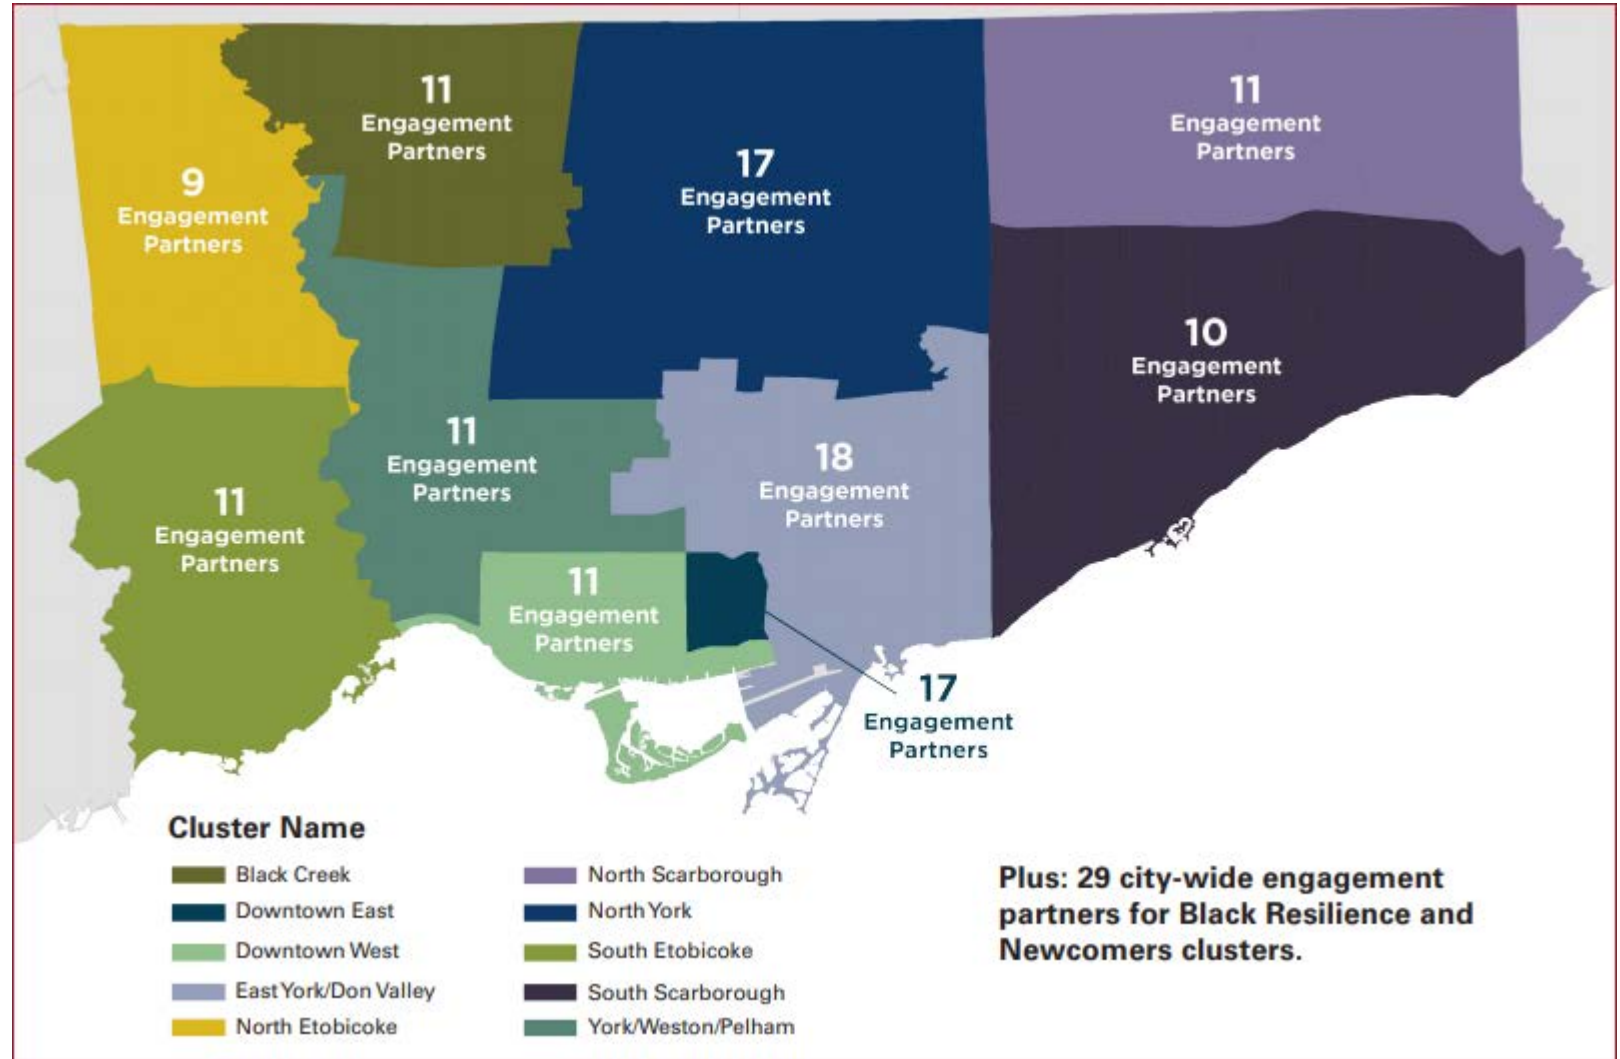 11
Engagement
Partners
11
Engagement
Partners
17
Engagement
Partners
9
Engagement
Partners
10
Engagement
Partners
11
Engagement
Partners
18
Engagement
Partners
11
Engagement
Partners
11
Engagement
Partners
17
Engagement
Partners
Cluster Name
Black Creek
Downtown East
Downtown West
East York/Don Valley
North Etobicoke
North Scarborough
North York
South Etobicoke
South Scarborough
York/Weston/Pelham
Plus: 29 city-wide engagement
partners for Black Resilience and
Newcomers clusters.